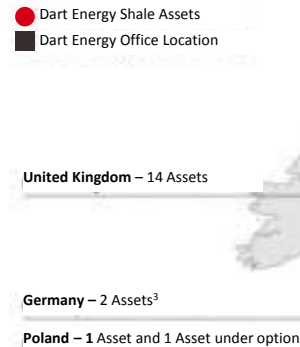 Dart Energy Shale Assets
Dart Energy Office Location
United Kingdom – 14 Assets
Germany – 2 Assets³
Poland – 1 Asset and 1 Asset under option